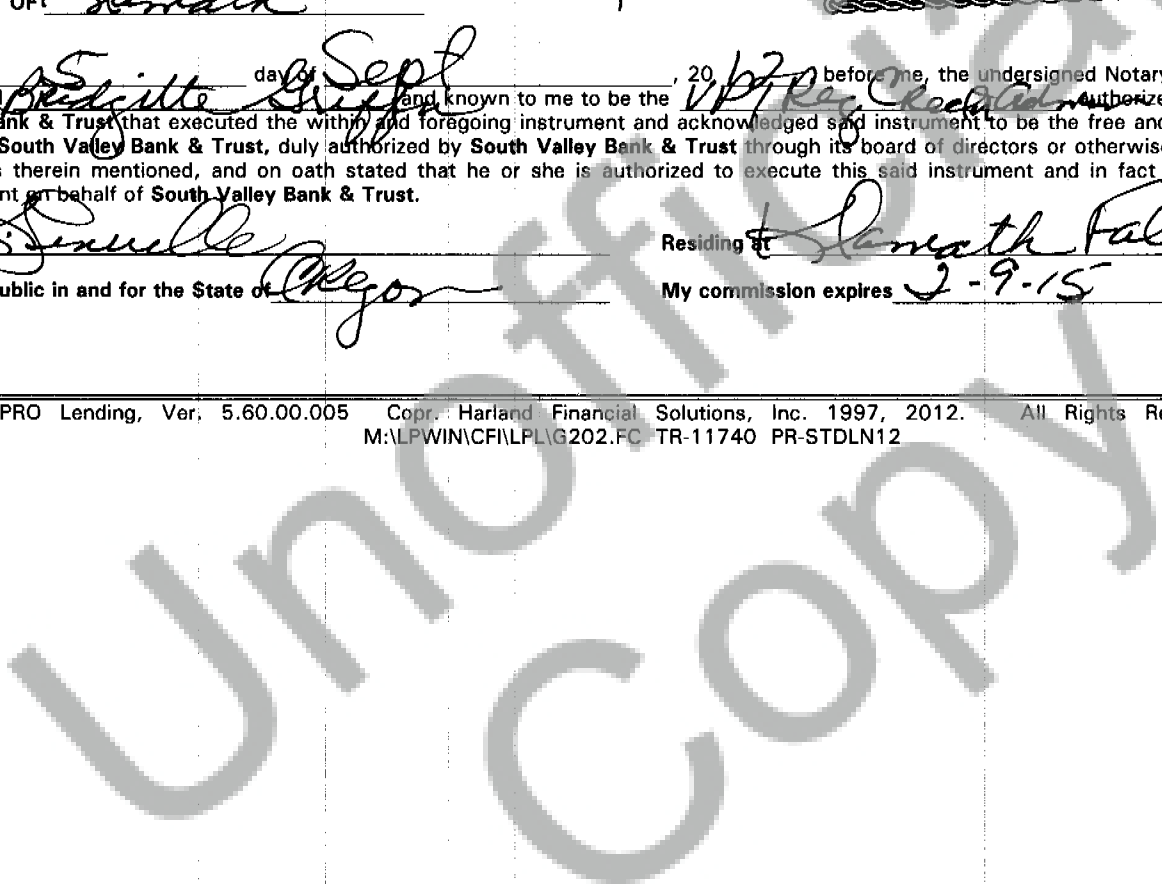 OF
5 day of Sept , 20 before me, the undersigned Notary
Bridgitte Griffin and known to me to be the VP / Reg Credit Adm authorize
ank & Trust that executed the within and foregoing instrument and acknowledged said instrument to be the free and
South Valley Bank & Trust, duly authorized by South Valley Bank & Trust through its board of directors or otherwise
s therein mentioned, and on oath stated that he or she is authorized to execute this said instrument and in fact
nt on behalf of South Valley Bank & Trust.
Residing at Klamath Fal
ublic in and for the State of Oregon My commission expires 2-9-15
PRO Lending, Ver. 5.60.00.005 Copr. Harland Financial Solutions, Inc. 1997, 2012. All Rights Re
M:\LPWIN\CFI\LPL\G202.FC TR-11740 PR-STDLN12
Unofficial
Copy